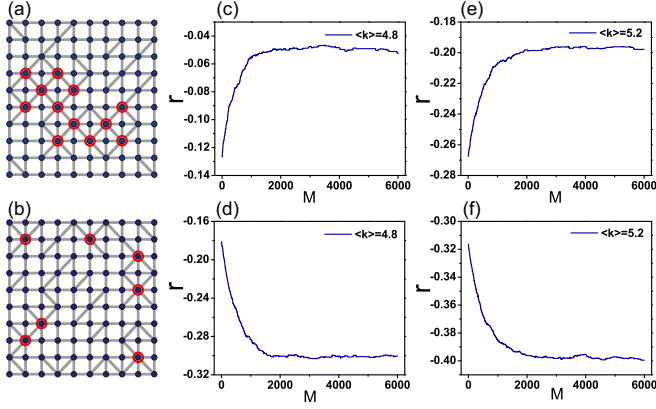 (a)
(b)
(c)
<k>=4.8
-0.04
-0.06
-0.08
-0.10
-0.12
-0.14
r
0 2000 4000 6000
M
(e)
<k>=5.2
-0.18
-0.20
-0.22
-0.24
-0.26
-0.28
r
0 2000 4000 6000
M
(d)
<k>=4.8
-0.16
-0.20
-0.24
-0.28
-0.32
r
0 2000 4000 6000
M
(f)
<k>=5.2
-0.30
-0.32
-0.34
-0.36
-0.38
-0.40
r
0 2000 4000 6000
M